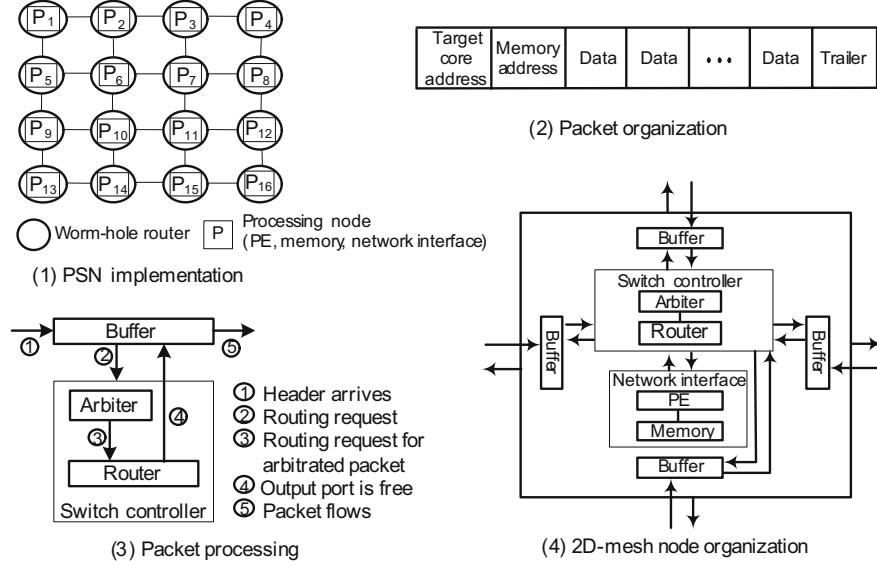 P1 P2 P3 P4
P5 P6 P7 P8
P9 P10 P11 P12
P13 P14 P15 P16
Worm-hole router
P
Processing node
(PE, memory, network interface)
(1) PSN implementation
Target core address
Memory address
Data
Data
•••
Data
Trailer
(2) Packet organization
Buffer
1
2
5
Arbiter
3
4
Router
Switch controller
1 Header arrives
2 Routing request
3 Routing request for
arbitrated packet
4 Output port is free
5 Packet flows
(3) Packet processing
Buffer
Switch controller
Arbiter
Router
Buffer
Buffer
Network interface
PE
Memory
Buffer
(4) 2D-mesh node organization